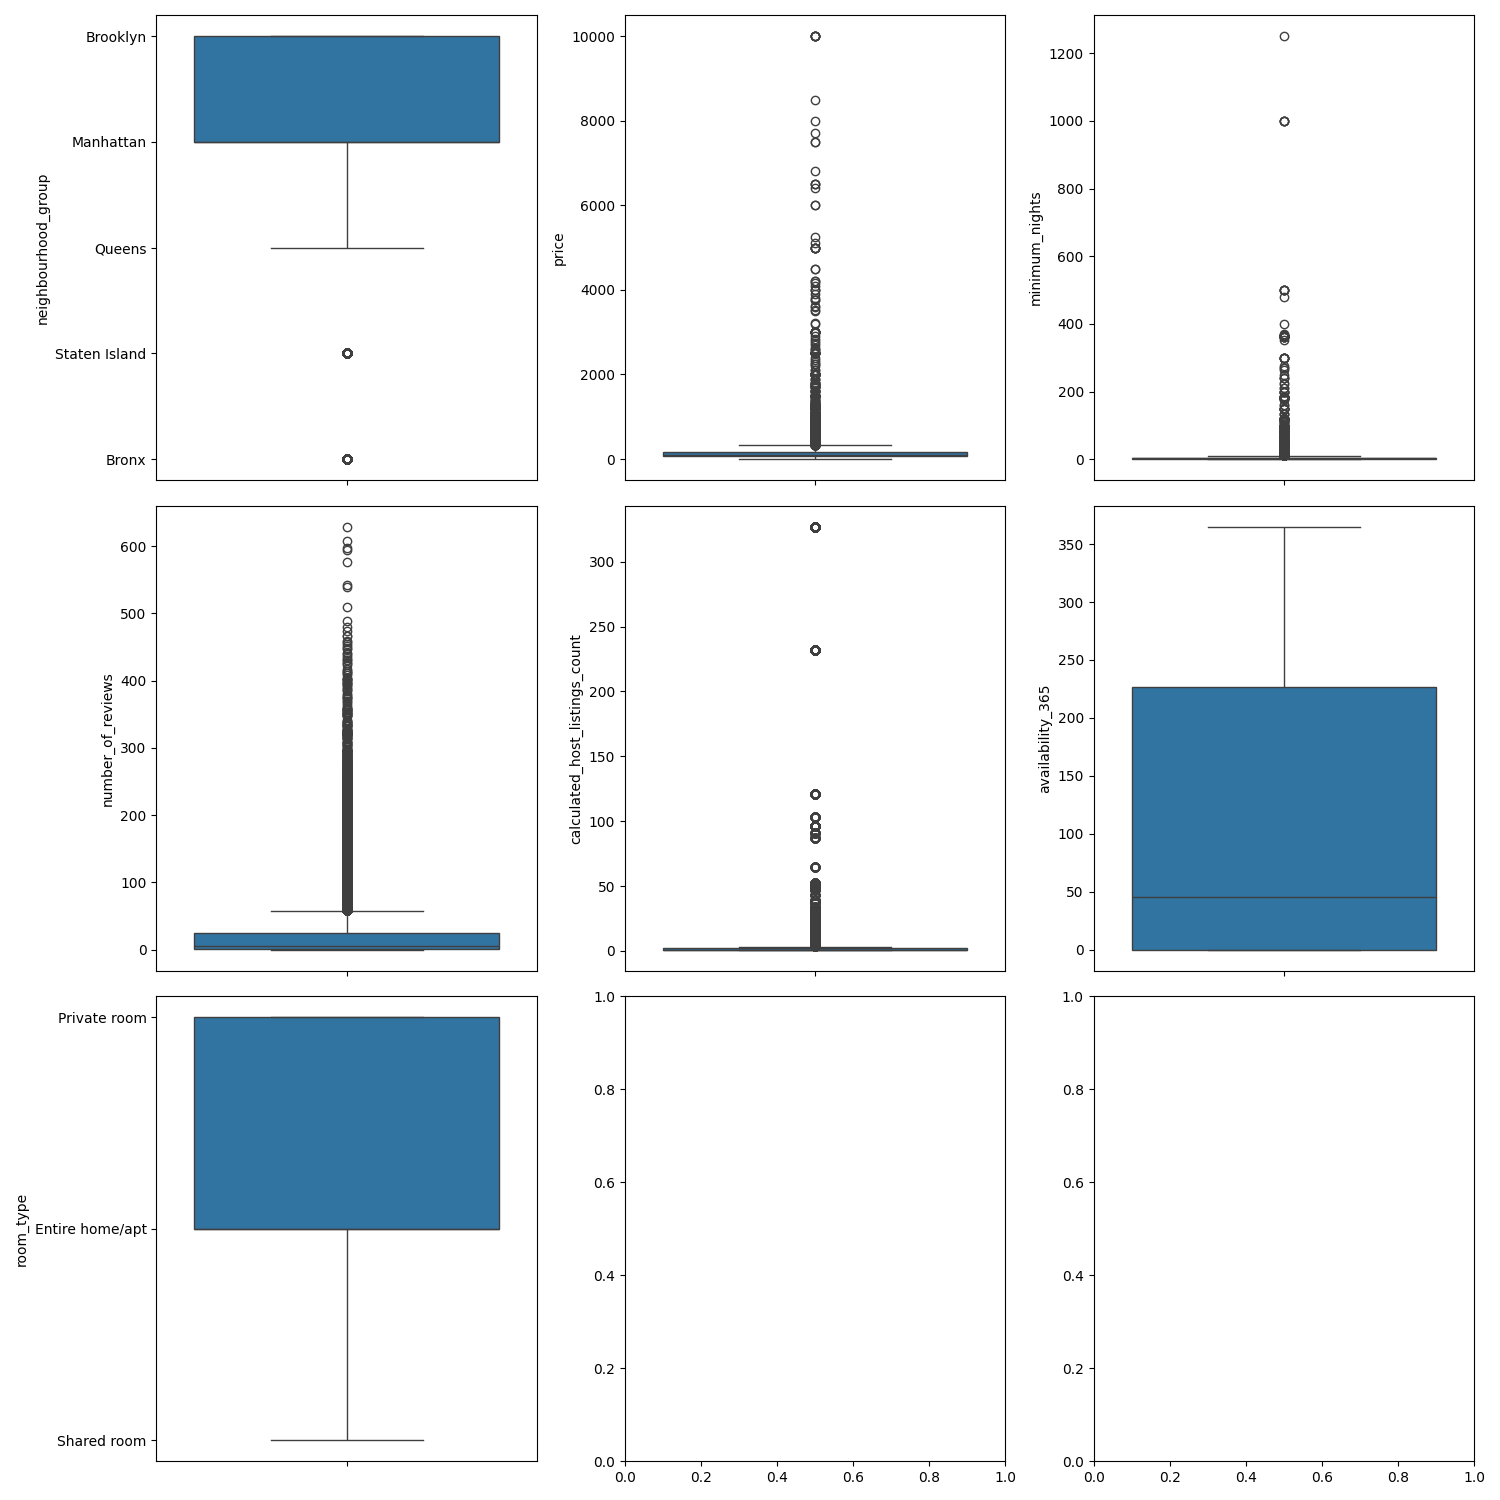 neighbourhood_group
Brooklyn
Manhattan
Queens
Staten Island
Bronx
price
10000
8000
6000
4000
2000
0
minimum_nights
1200
1000
800
600
400
200
0
number_of_reviews
600
500
400
300
200
100
0
calculated_host_listings_count
300
250
200
150
100
50
0
availability_365
350
300
250
200
150
100
50
0
room_type
Private room
Entire home/apt
Shared room
1.0
0.8
0.6
0.4
0.2
0.0
0.0 0.2 0.4 0.6 0.8 1.0
1.0
0.8
0.6
0.4
0.2
0.0
0.0 0.2 0.4 0.6 0.8 1.0